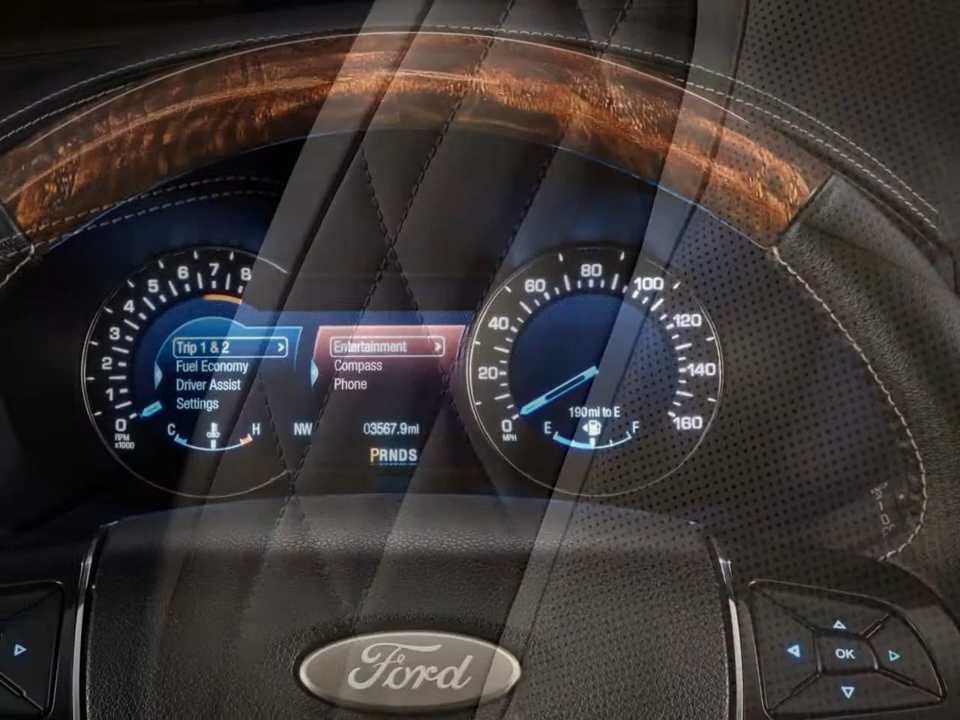 0
1
2
3
4
5
6
7
8
RPM
x1000
Trip 1 & 2 >
Fuel Economy
Driver Assist
Settings
C H
Entertainment >
Compass
Phone
NW 03567.9mi
PRNDS
0
20
40
60
80
100
120
140
160
MPH
190mi to E
E F
Ford
OK